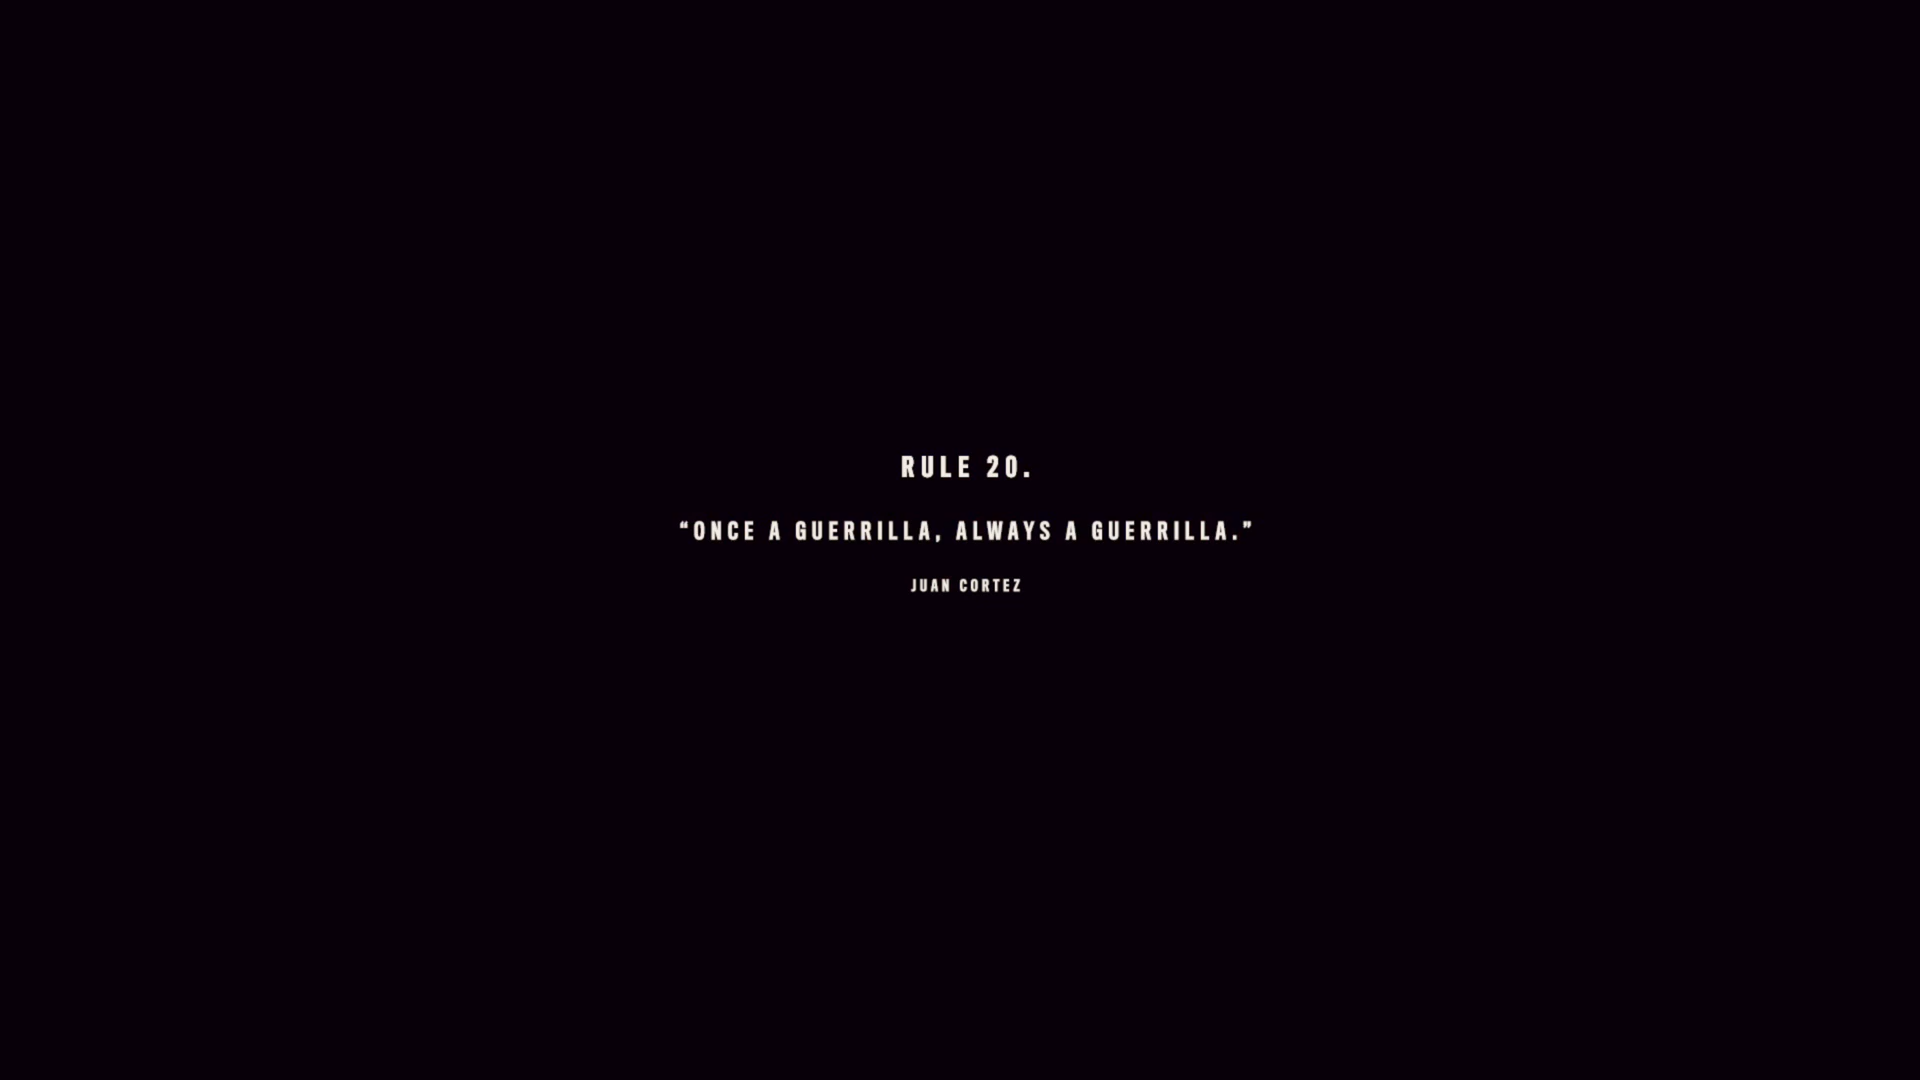 RULE 20.
“ONCE A GUERRILLA, ALWAYS A GUERRILLA.”
JUAN CORTEZ